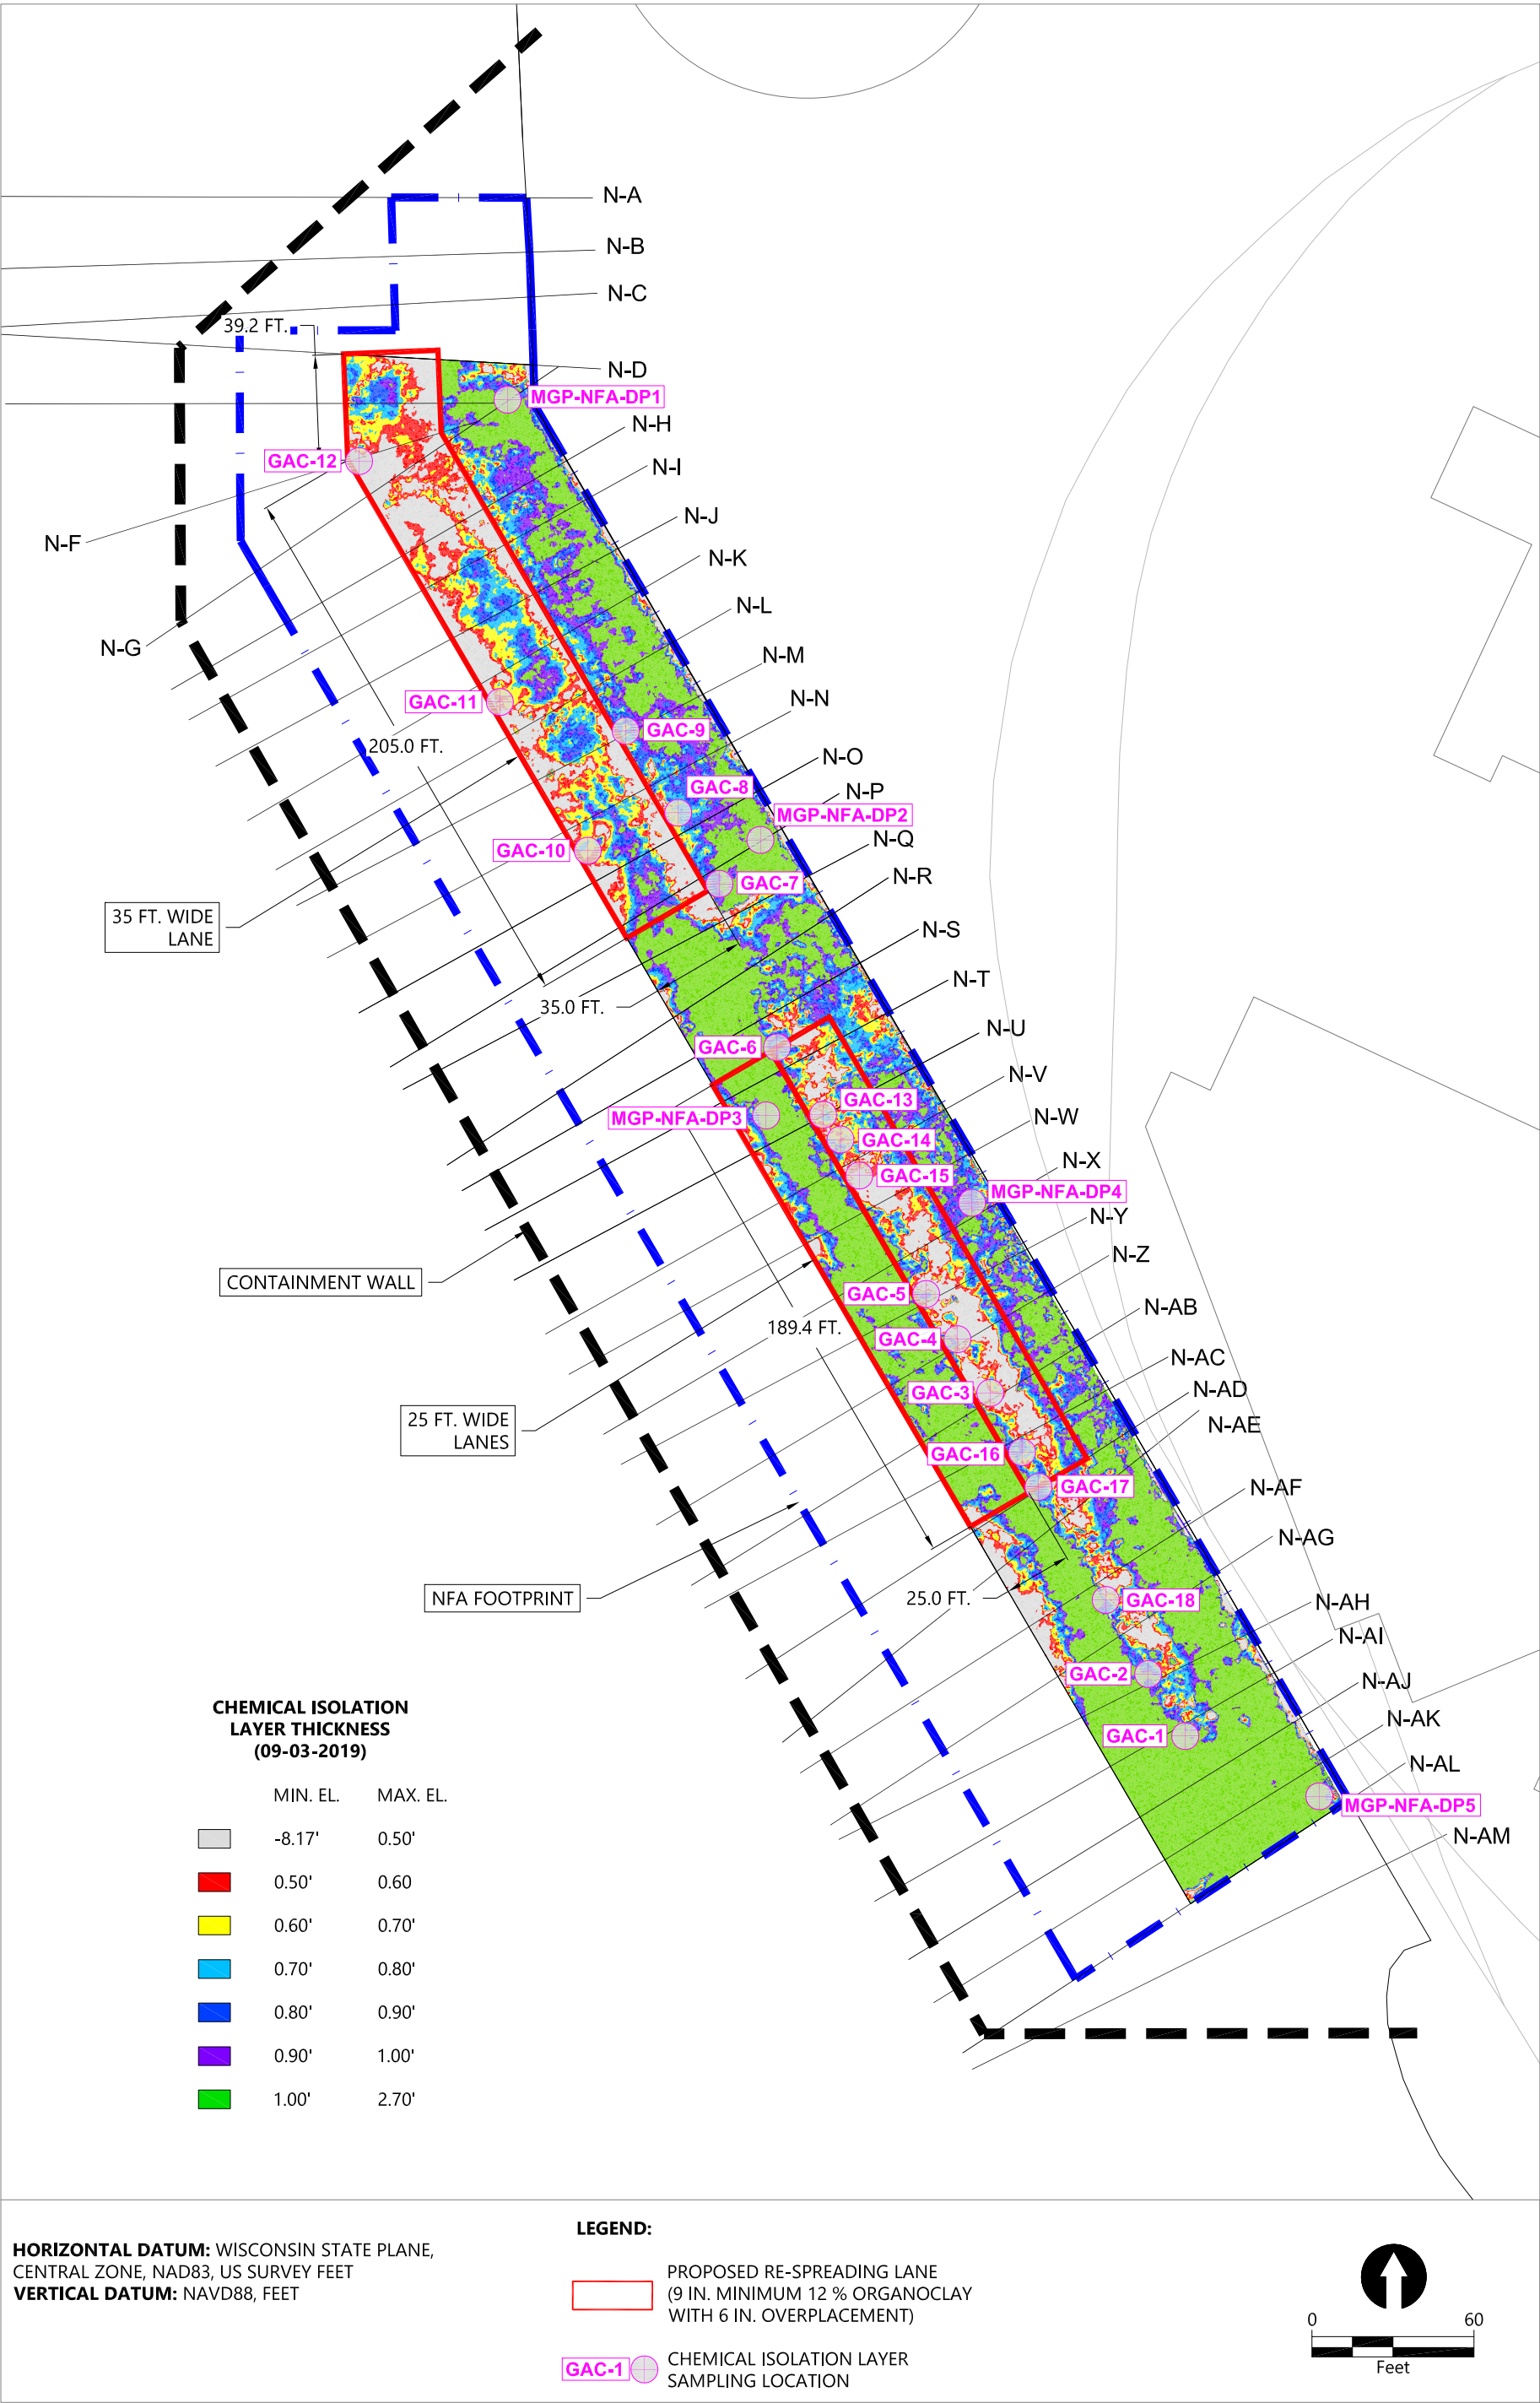 N-A
N-B
N-C
39.2 FT.
N-D
MGP-NFA-DP1
N-H
GAC-12
N-I
N-J
N-F
N-K
N-L
N-G
N-M
N-N
GAC-11
GAC-9
205.0 FT.
N-O
GAC-8
N-P
MGP-NFA-DP2
N-Q
GAC-10
N-R
GAC-7
35 FT. WIDE
LANE
N-S
N-T
35.0 FT.
N-U
GAC-6
N-V
GAC-13
MGP-NFA-DP3
N-W
GAC-14
N-X
GAC-15
MGP-NFA-DP4
N-Y
N-Z
CONTAINMENT WALL
GAC-5
N-AB
189.4 FT.
GAC-4
N-AC
GAC-3
N-AD
25 FT. WIDE
LANES
N-AE
GAC-16
GAC-17
N-AF
N-AG
NFA FOOTPRINT
25.0 FT.
GAC-18
N-AH
N-AI
GAC-2
N-AJ
N-AK
GAC-1
N-AL
MGP-NFA-DP5
N-AM
CHEMICAL ISOLATION
LAYER THICKNESS
(09-03-2019)
MIN. EL. MAX. EL.
-8.17' 0.50'
0.50' 0.60
0.60' 0.70'
0.70' 0.80'
0.80' 0.90'
0.90' 1.00'
1.00' 2.70'
HORIZONTAL DATUM: WISCONSIN STATE PLANE,
CENTRAL ZONE, NAD83, US SURVEY FEET
VERTICAL DATUM: NAVD88, FEET
LEGEND:
PROPOSED RE-SPREADING LANE
(9 IN. MINIMUM 12 % ORGANOCLAY
WITH 6 IN. OVERPLACEMENT)
GAC-1 CHEMICAL ISOLATION LAYER
SAMPLING LOCATION
0 60
Feet